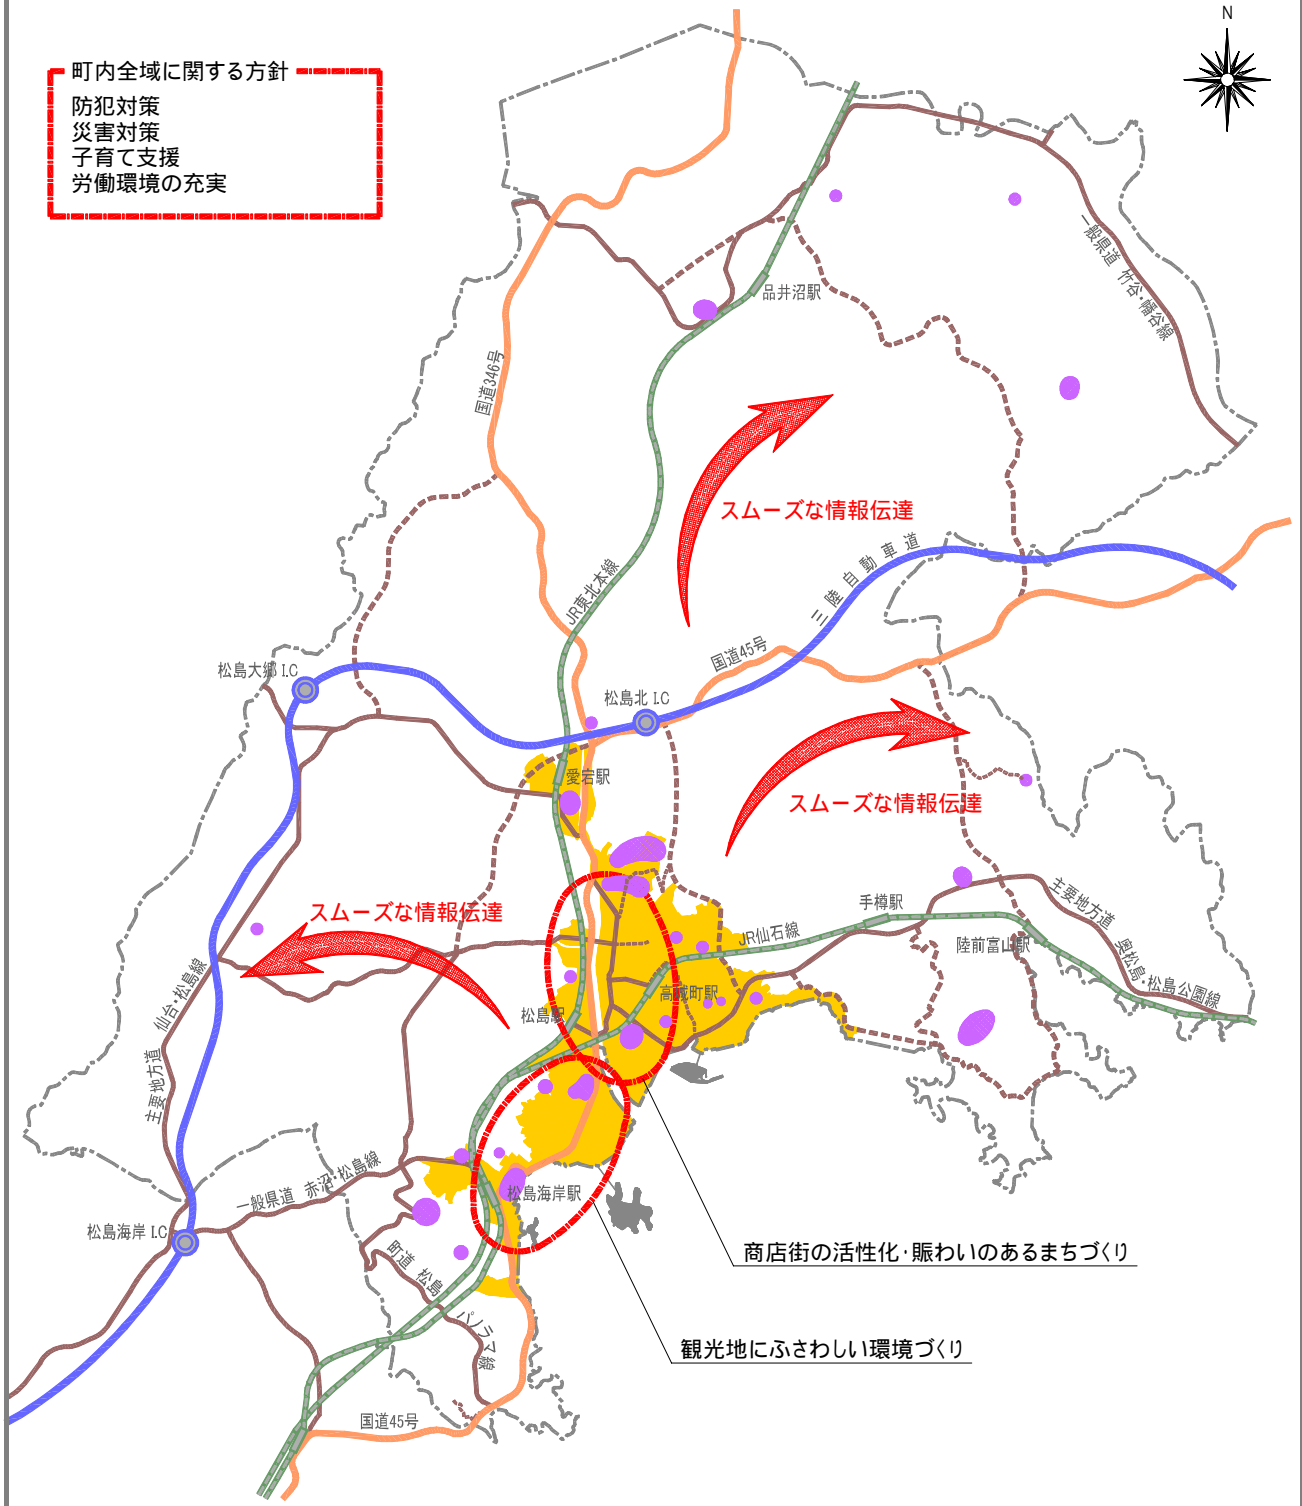 N
町内全域に関する方針
防犯対策
災害対策
子育て支援
労働環境の充実
一般県道 竹谷・幡谷線
品井沼駅
国道346号
スムーズな情報伝達
三陸自動車道
JR東北本線
国道45号
松島大郷 I.C
松島北 I.C
愛宕駅
スムーズな情報伝達
手樽駅
主要地方道 奥松島・松島公園線
スムーズな情報伝達
JR仙石線
陸前富山駅
高城町駅
松島駅
主要地方道 仙台・松島線
一般県道 赤沼・松島線
松島海岸駅
松島海岸 I.C
町道 松島パノラマ線
商店街の活性化・賑わいのあるまちづくり
観光地にふさわしい環境づくり
国道45号